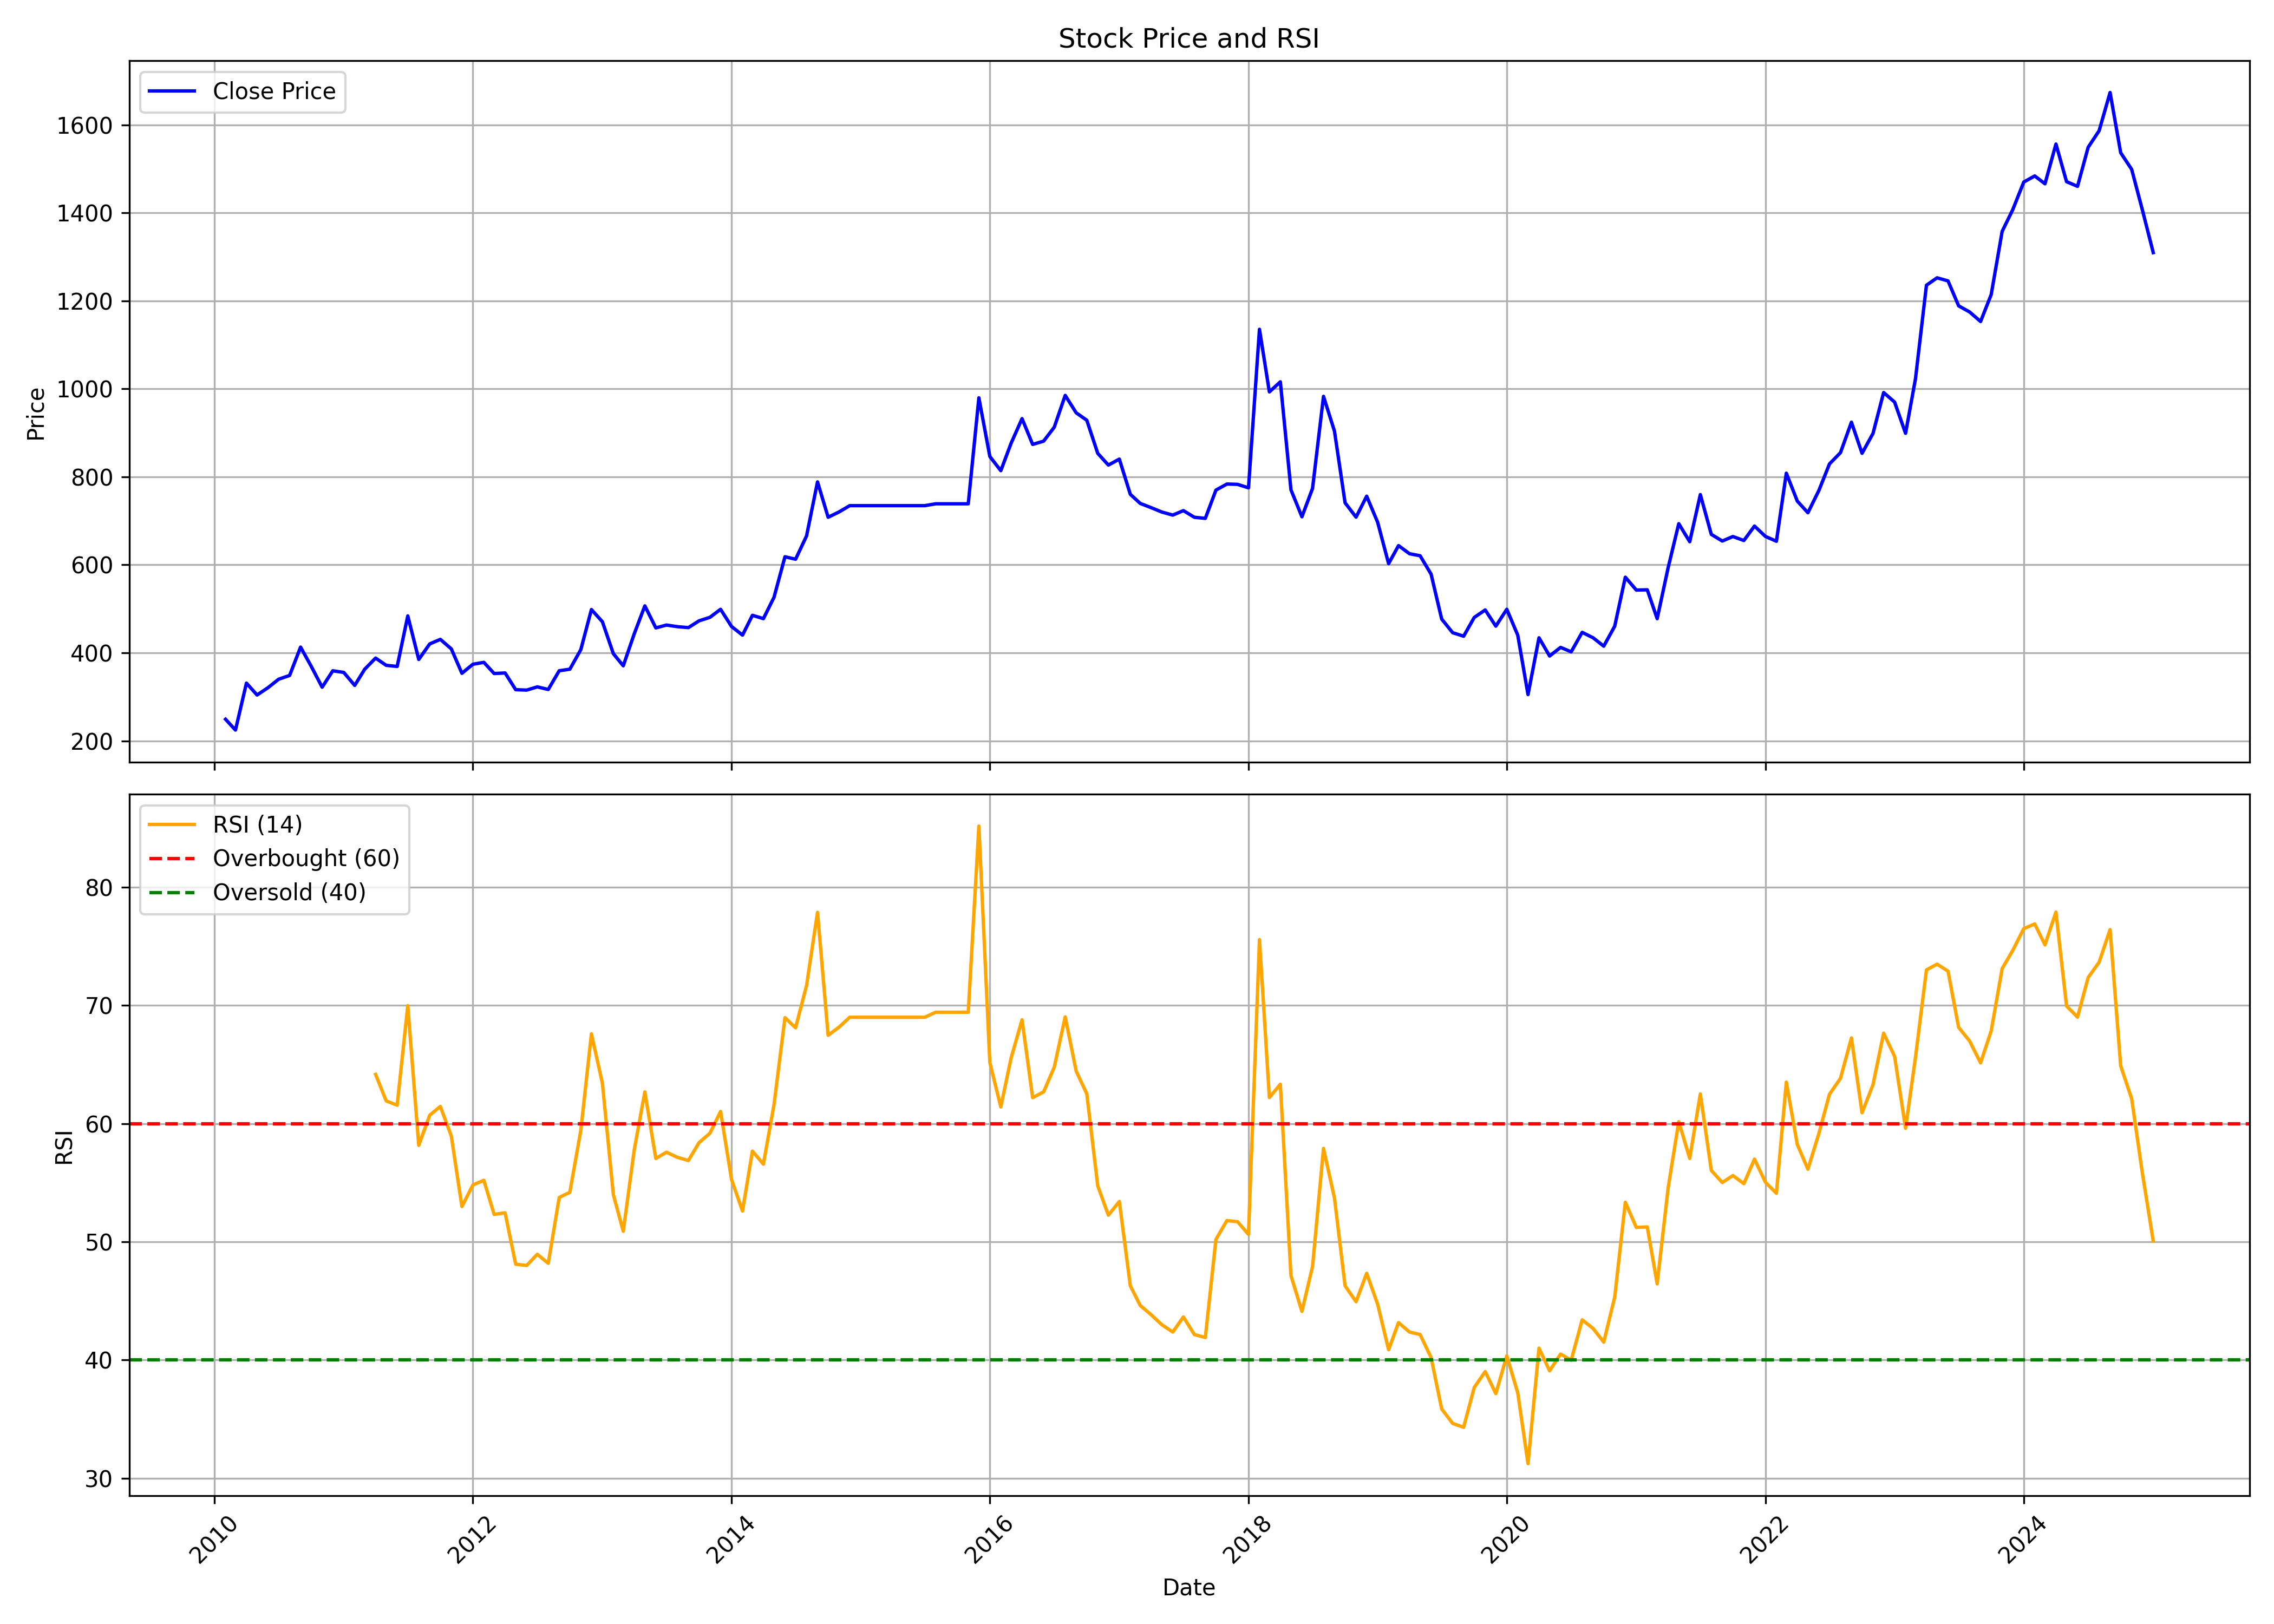 Stock Price and RSI
Close Price
Price
1600
1400
1200
1000
800
600
400
200
RSI (14)
Overbought (60)
Oversold (40)
RSI
80
70
60
50
40
30
2010
2012
2014
2016
2018
2020
2022
2024
Date